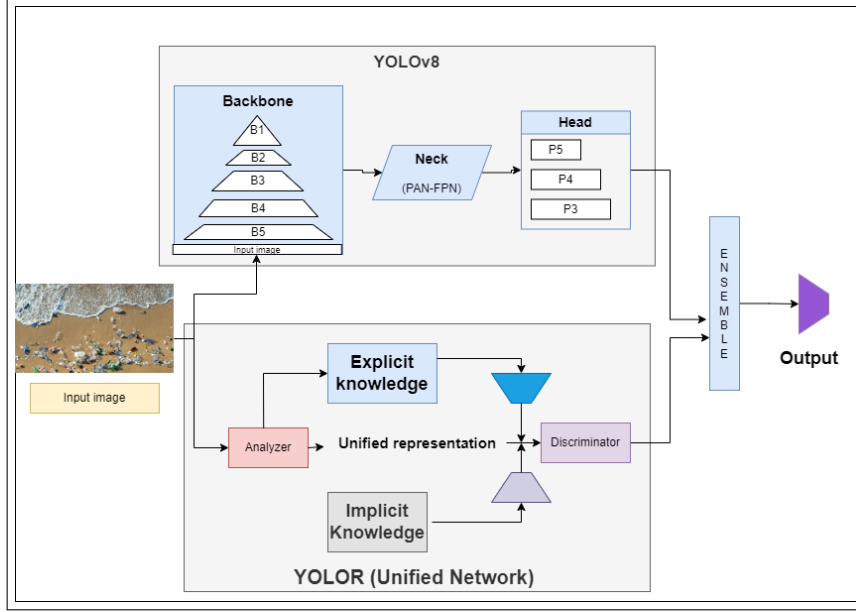 YOLOv8
Backbone
B1
B2
B3
B4
B5
Input image
Neck
(PAN-FPN)
Head
P5
P4
P3
ENSEMBLE
Output
Input image
Explicit
knowledge
Analyzer
Unified representation
Discriminator
Implicit
Knowledge
YOLOR (Unified Network)